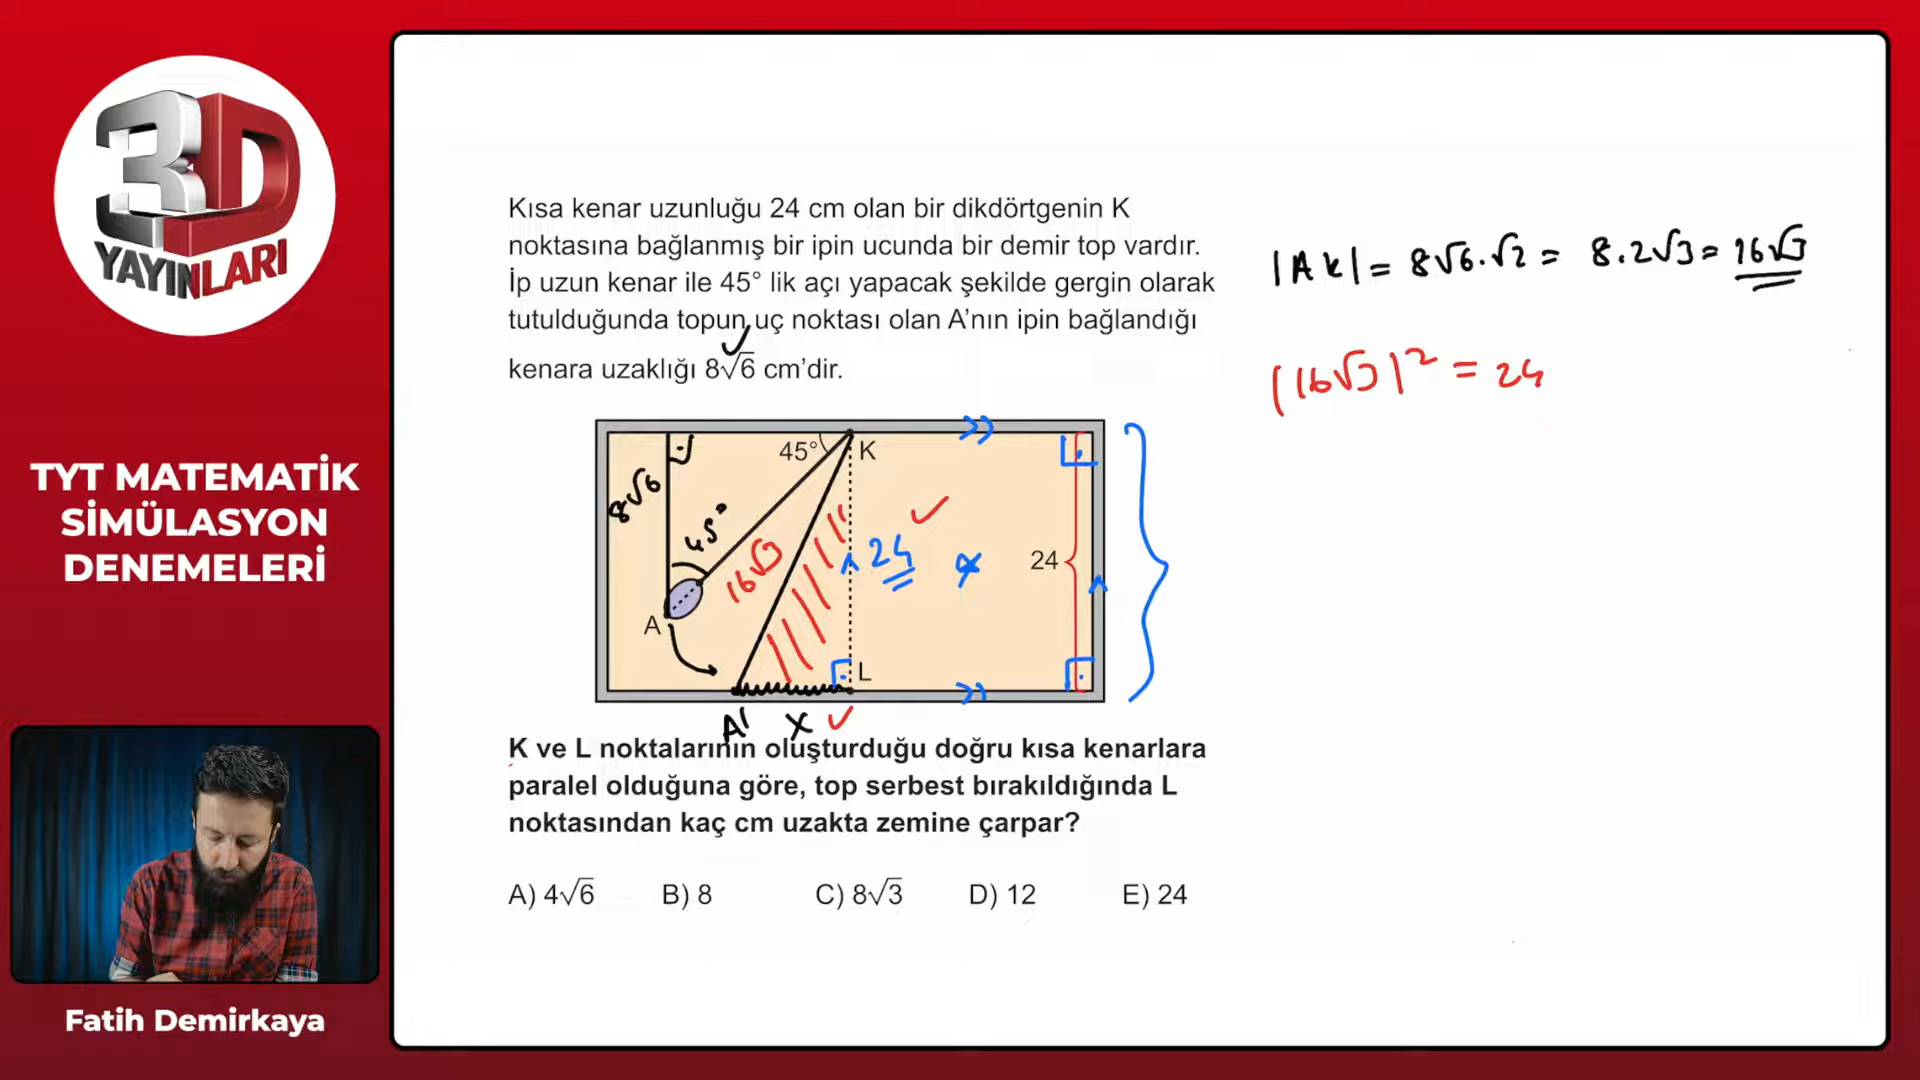 3D
YAYINLARI
TYT MATEMATİK
SİMÜLASYON
DENEMELERİ
Fatih Demirkaya
Kısa kenar uzunluğu 24 cm olan bir dikdörtgenin K
noktasına bağlanmış bir ipin ucunda bir demir top vardır.
İp uzun kenar ile 45° lik açı yapacak şekilde gergin olarak
tutulduğunda topun uç noktası olan A’nın ipin bağlandığı
kenara uzaklığı 8√6 cm’dir.
45°
K
8√6
45°
16√3
24
24
A
L
A'
x
K ve L noktalarının oluşturduğu doğru kısa kenarlara
paralel olduğuna göre, top serbest bırakıldığında L
noktasından kaç cm uzakta zemine çarpar?
A) 4√6 B) 8 C) 8√3 D) 12 E) 24
|AK| = 8√6.√2 = 8.2√3 = 16√3
(16√3)² = 24